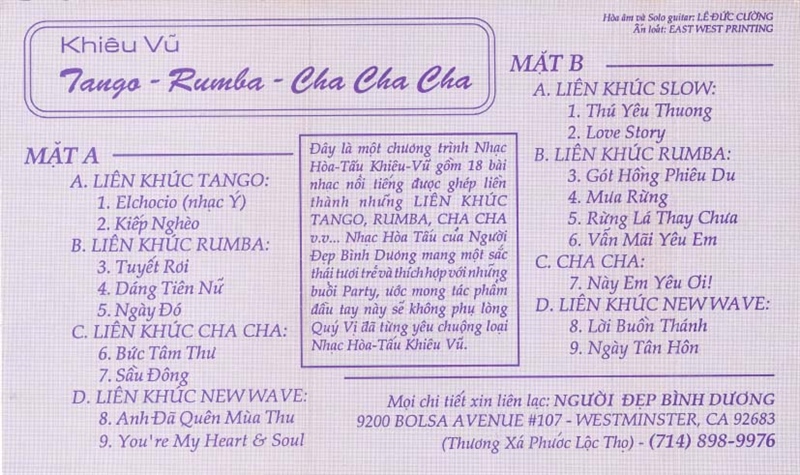 Khiêu Vũ
Tango - Rumba - Cha Cha Cha
Hòa âm và Solo guitar: LÊ ĐỨC CƯỜNG
Ấn loát: EAST WEST PRINTING
MẶT A
A. LIÊN KHÚC TANGO:
1. Elchocio (nhạc Ý)
2. Kiếp Nghèo
B. LIÊN KHÚC RUMBA:
3. Tuyết Rơi
4. Dáng Tiên Nữ
5. Ngày Đó
C. LIÊN KHÚC CHA CHA:
6. Bức Tâm Thư
7. Sầu Đông
D. LIÊN KHÚC NEW WAVE:
8. Anh Đã Quên Mùa Thu
9. You're My Heart & Soul
Đây là một chương trình Nhạc
Hòa-Tấu Khiêu-Vũ gồm 18 bài
nhạc nổi tiếng được ghép liên
thành nhưng LIÊN KHÚC
TANGO, RUMBA, CHA CHA
v.v... Nhạc Hòa Tấu của Người
Đẹp Bình Dương mang một sắc
thái tươi trẻ và thích hợp với những
buổi Party, ước mong tác phẩm
đầu tay này sẽ không phụ lòng
Quý Vị đã từng yêu chuộng loại
Nhạc Hòa-Tấu Khiêu Vũ.
MẶT B
A. LIÊN KHÚC SLOW:
1. Thú Yêu Thuong
2. Love Story
B. LIÊN KHÚC RUMBA:
3. Gót Hồng Phiêu Du
4. Mưa Rừng
5. Rừng Lá Thay Chưa
6. Vẫn Mãi Yêu Em
C. CHA CHA:
7. Này Em Yêu Ơi!
D. LIÊN KHÚC NEW WAVE:
8. Lời Buồn Thánh
9. Ngày Tân Hôn
Mọi chi tiết xin liên lạc: NGƯỜI ĐẸP BÌNH DƯƠNG
9200 BOLSA AVENUE #107 - WESTMINSTER, CA 92683
(Thương Xá Phước Lộc Thọ) - (714) 898-9976